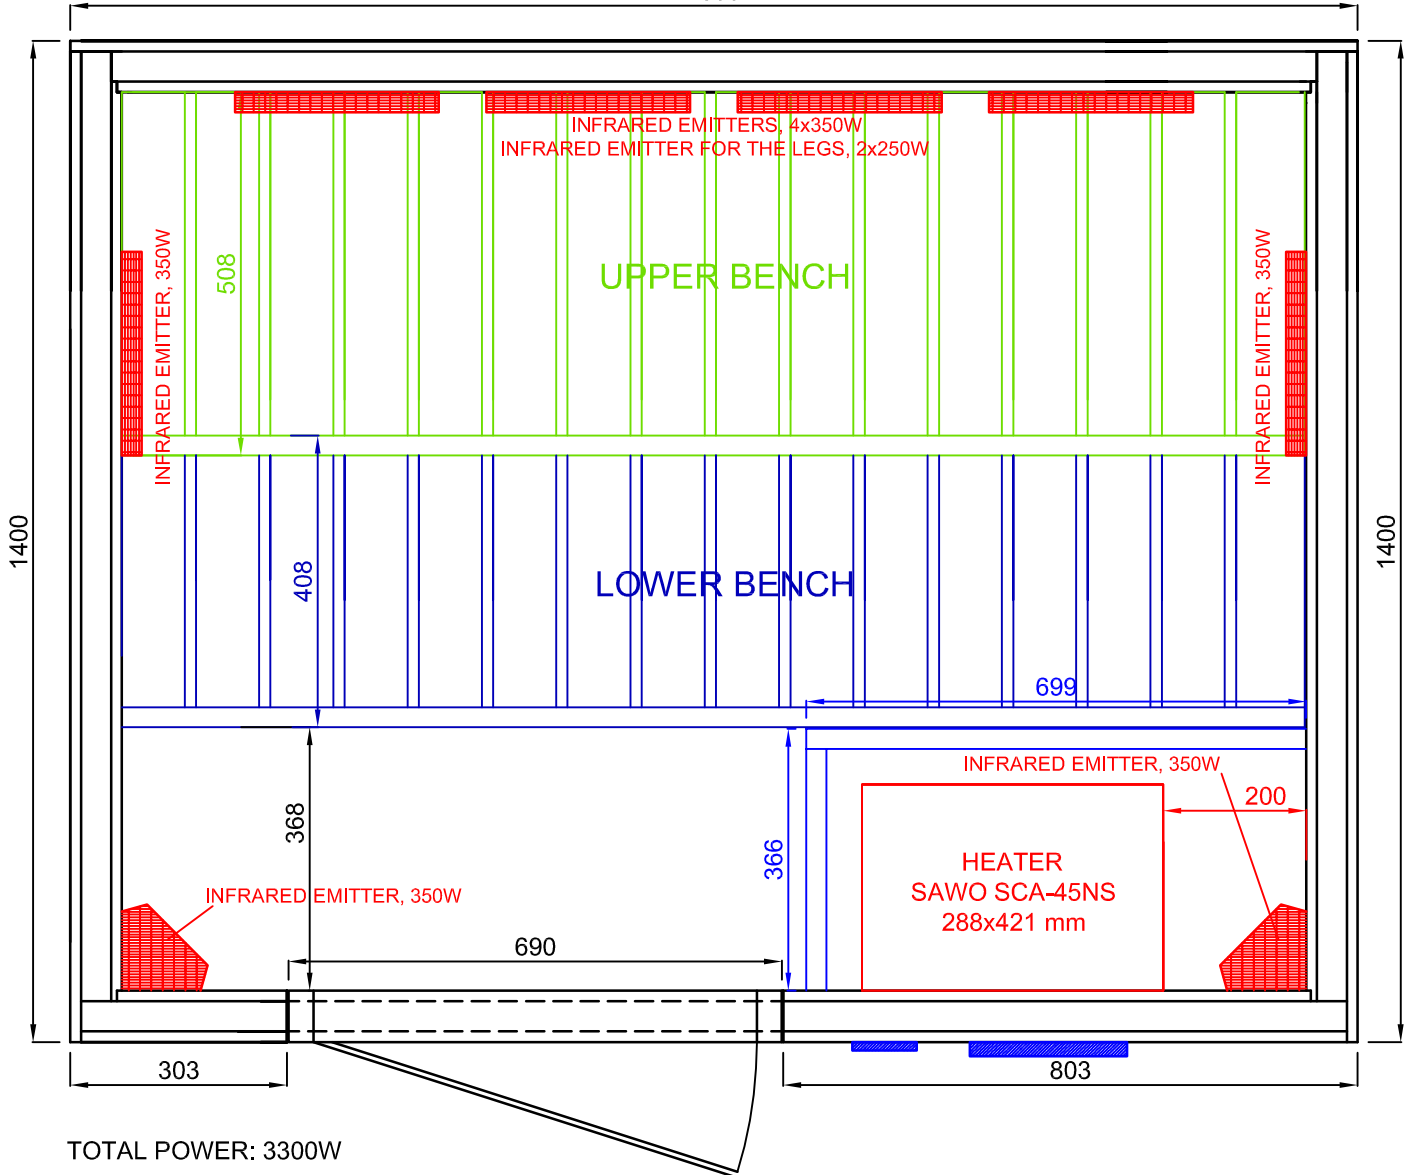 INFRARED EMITTERS, 4x350W
INFRARED EMITTER FOR THE LEGS, 2x250W
INFRARED EMITTER, 350W
508
UPPER BENCH
INFRARED EMITTER, 350W
1400
1400
408
LOWER BENCH
699
INFRARED EMITTER, 350W
200
368
366
HEATER
SAWO SCA-45NS
288x421 mm
INFRARED EMITTER, 350W
690
303
803
TOTAL POWER: 3300W